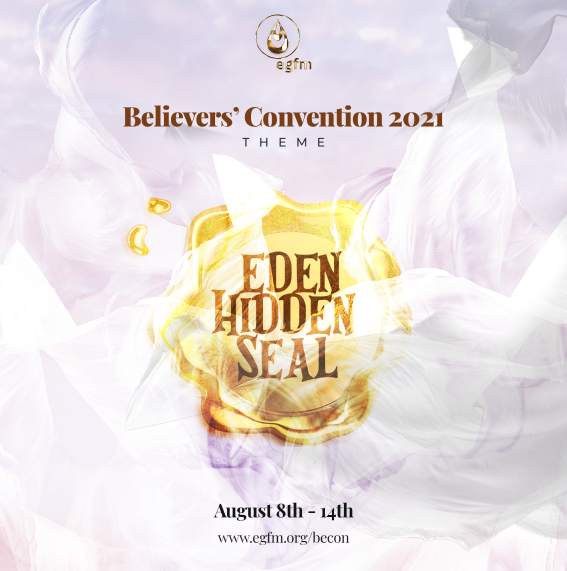 egfm
Believers’ Convention 2021
THEME
EDEN
HIDDEN
SEAL
August 8th - 14th
www.egfm.org/becon